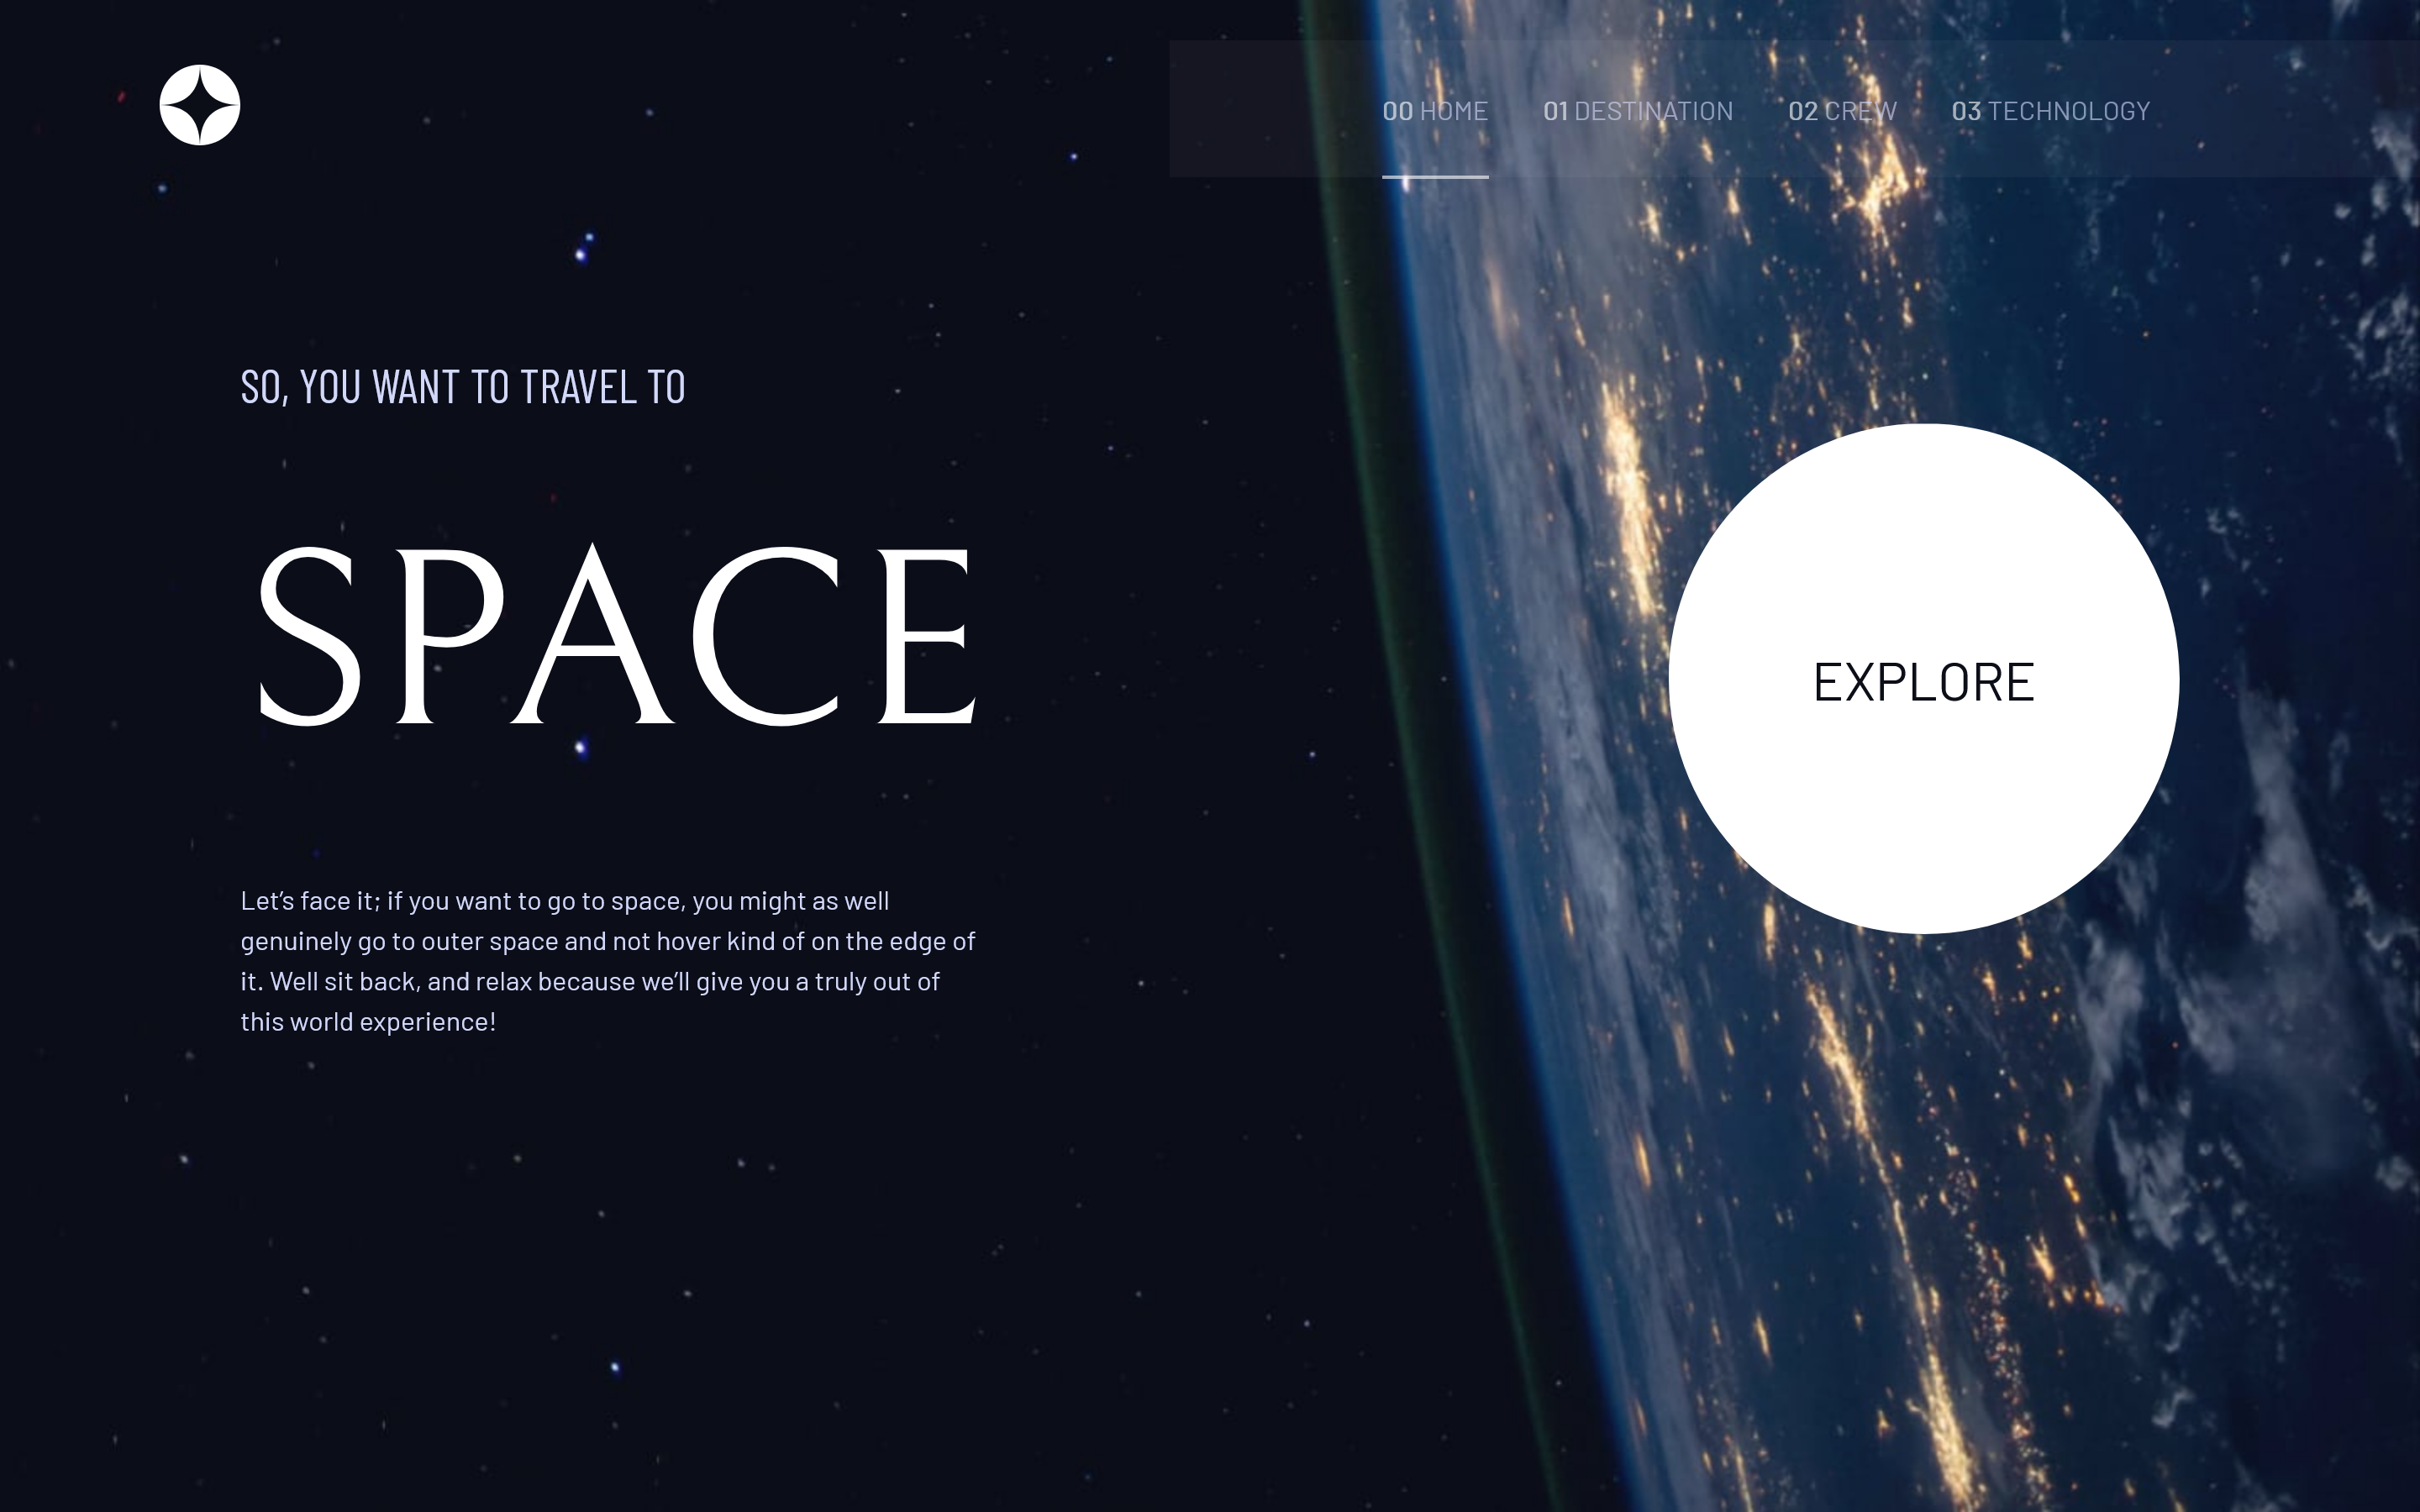 00 HOME 01 DESTINATION 02 CREW 03 TECHNOLOGY
SO, YOU WANT TO TRAVEL TO
SPACE
EXPLORE
Let’s face it; if you want to go to space, you might as well
genuinely go to outer space and not hover kind of on the edge of
it. Well sit back, and relax because we’ll give you a truly out of
this world experience!